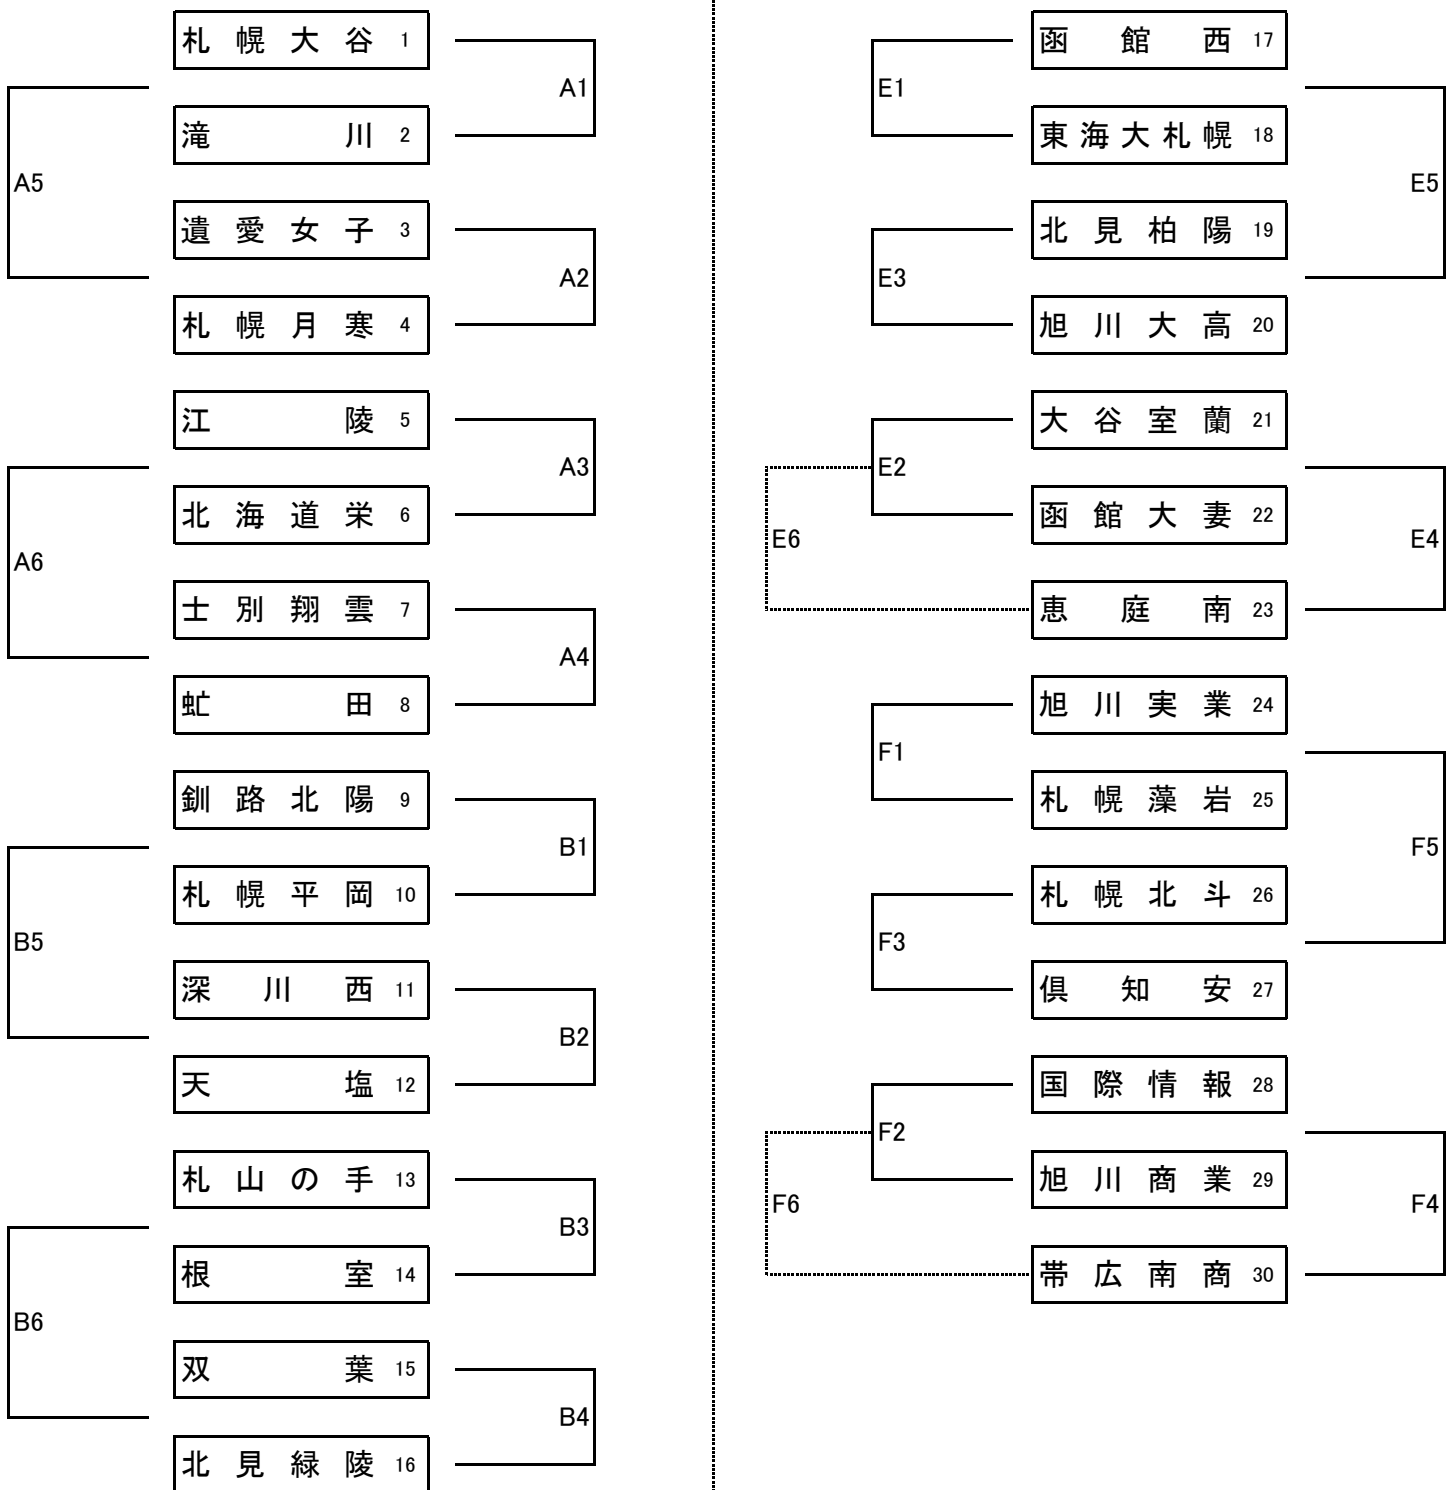 札幌大谷 1
A1
滝川 2
A5
遺愛女子 3
A2
札幌月寒 4
江陵 5
A3
北海道栄 6
A6
士別翔雲 7
A4
虻田 8
釧路北陽 9
B1
札幌平岡 10
B5
深川西 11
B2
天塩 12
札山の手 13
B3
根室 14
B6
双葉 15
B4
北見緑陵 16
函館西 17
E1
東海大札幌 18
E5
北見柏陽 19
E3
旭川大高 20
大谷室蘭 21
E2
函館大妻 22
E6
E4
恵庭南 23
旭川実業 24
F1
札幌藻岩 25
F5
札幌北斗 26
F3
倶知安 27
国際情報 28
F2
旭川商業 29
F6
F4
帯広南商 30